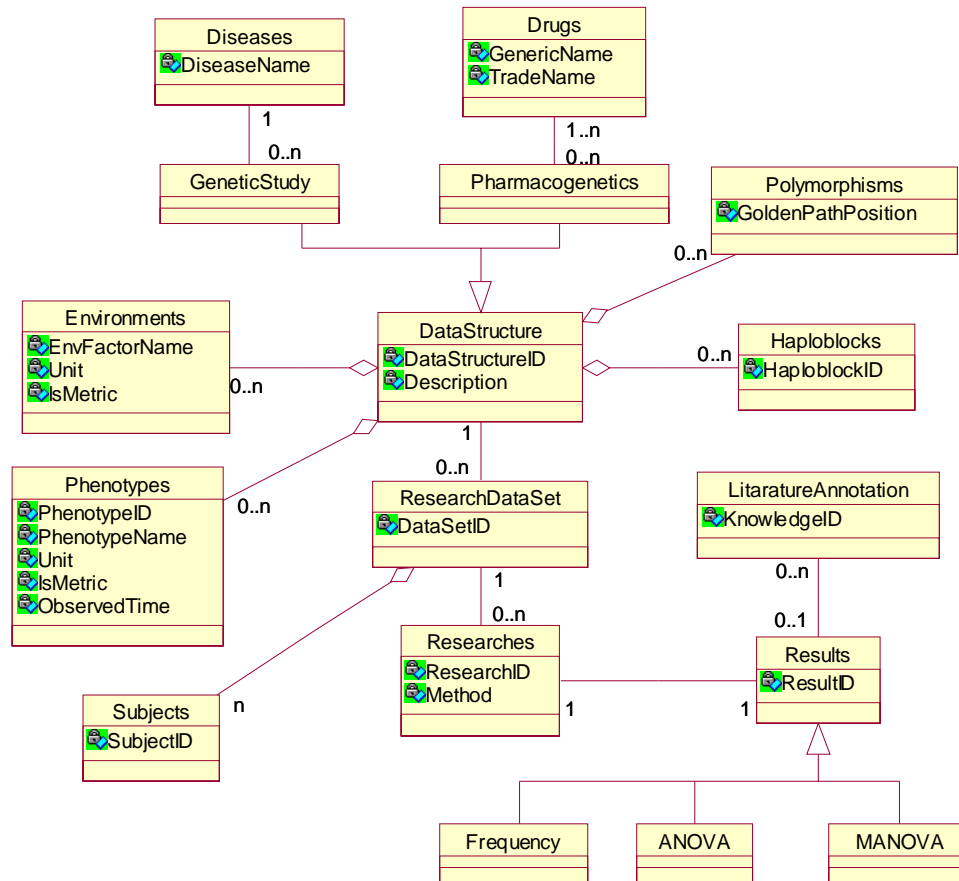 Diseases
DiseaseName
Drugs
GenericName
TradeName
1
0..n
1..n
0..n
GeneticStudy
Pharmacogenetics
Polymorphisms
GoldenPathPosition
0..n
Environments
EnvFactorName
Unit
IsMetric
0..n
DataStructure
DataStructureID
Description
Haploblocks
HaploblockID
0..n
1
0..n
Phenotypes
PhenotypeID
PhenotypeName
Unit
IsMetric
ObservedTime
0..n
ResearchDataSet
DataSetID
LitaratureAnnotation
KnowledgeID
1
0..n
0..n
0..1
Researches
ResearchID
Method
Results
ResultID
1
1
Subjects
SubjectID
n
Frequency
ANOVA
MANOVA